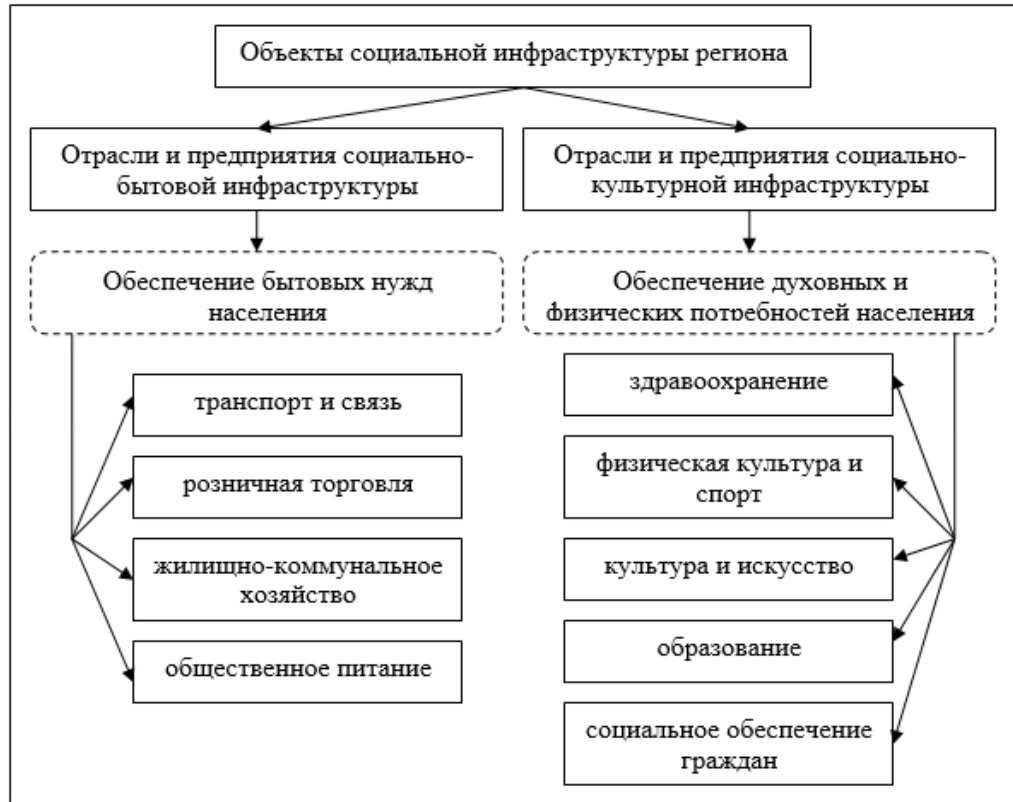 Объекты социальной инфраструктуры региона
Отрасли и предприятия социально-
бытовой инфраструктуры
Отрасли и предприятия социально-
культурной инфраструктуры
Обеспечение бытовых нужд
населения
Обеспечение духовных и
физических потребностей населения
транспорт и связь
розничная торговля
жилищно-коммунальное
хозяйство
общественное питание
здравоохранение
физическая культура и
спорт
культура и искусство
образование
социальное обеспечение
граждан